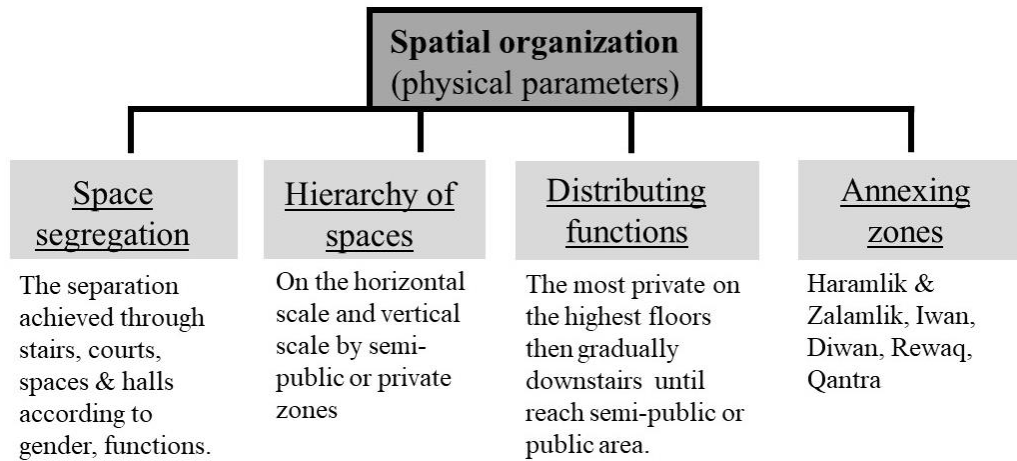 Spatial organization
(physical parameters)
Space
segregation
The separation
achieved through
stairs, courts,
spaces & halls
according to
gender, functions.
Hierarchy of
spaces
On the horizontal
scale and vertical
scale by semi-
public or private
zones
Distributing
functions
The most private on
the highest floors
then gradually
downstairs until
reach semi-public or
public area.
Annexing
zones
Haramlik &
Zalamlik, Iwan,
Diwan, Rewaq,
Qantra